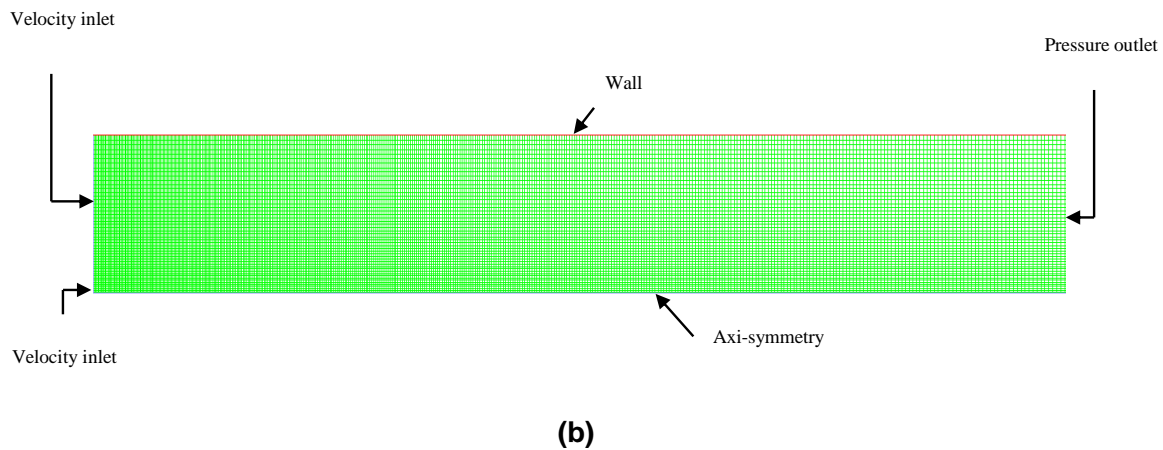 Velocity inlet
Pressure outlet
Wall
Axi-symmetry
Velocity inlet
(b)